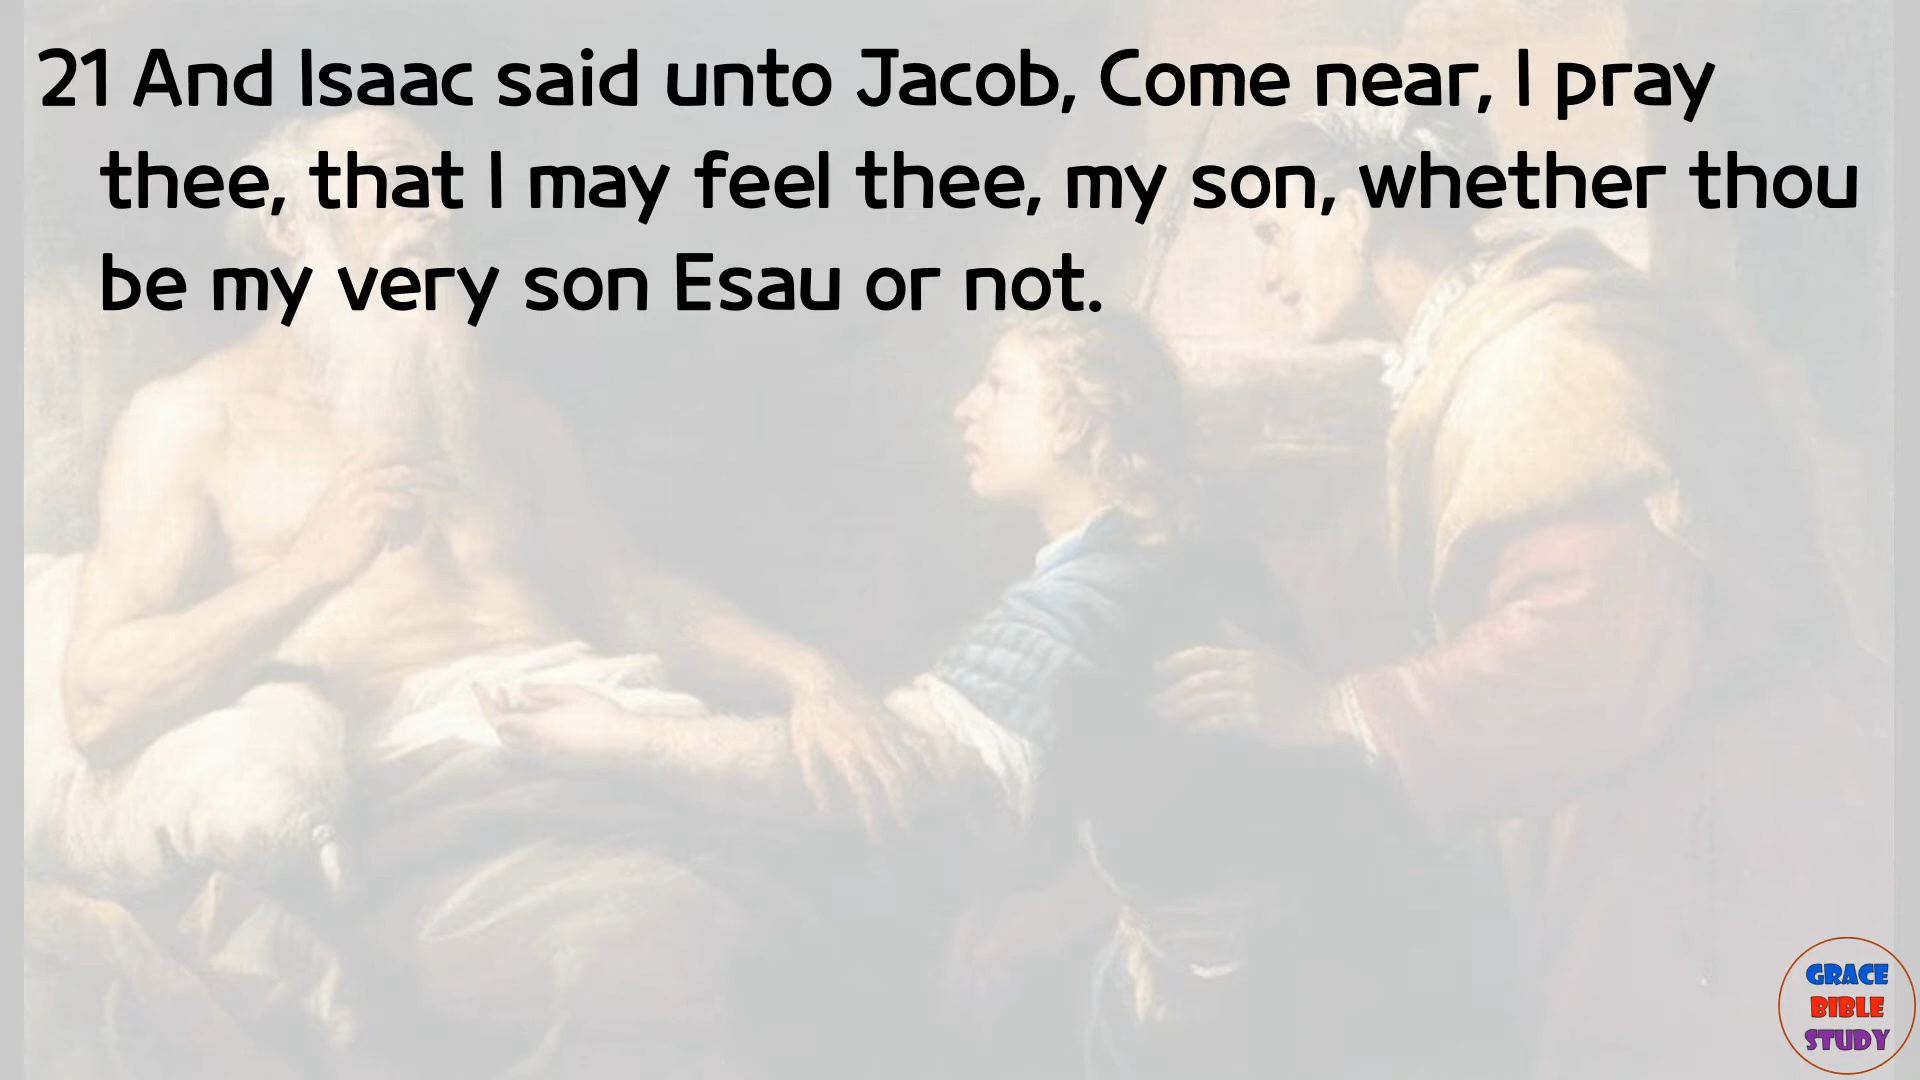 21 And Isaac said unto Jacob, Come near, I pray
thee, that I may feel thee, my son, whether thou
be my very son Esau or not.
GRACE
BIBLE
STUDY